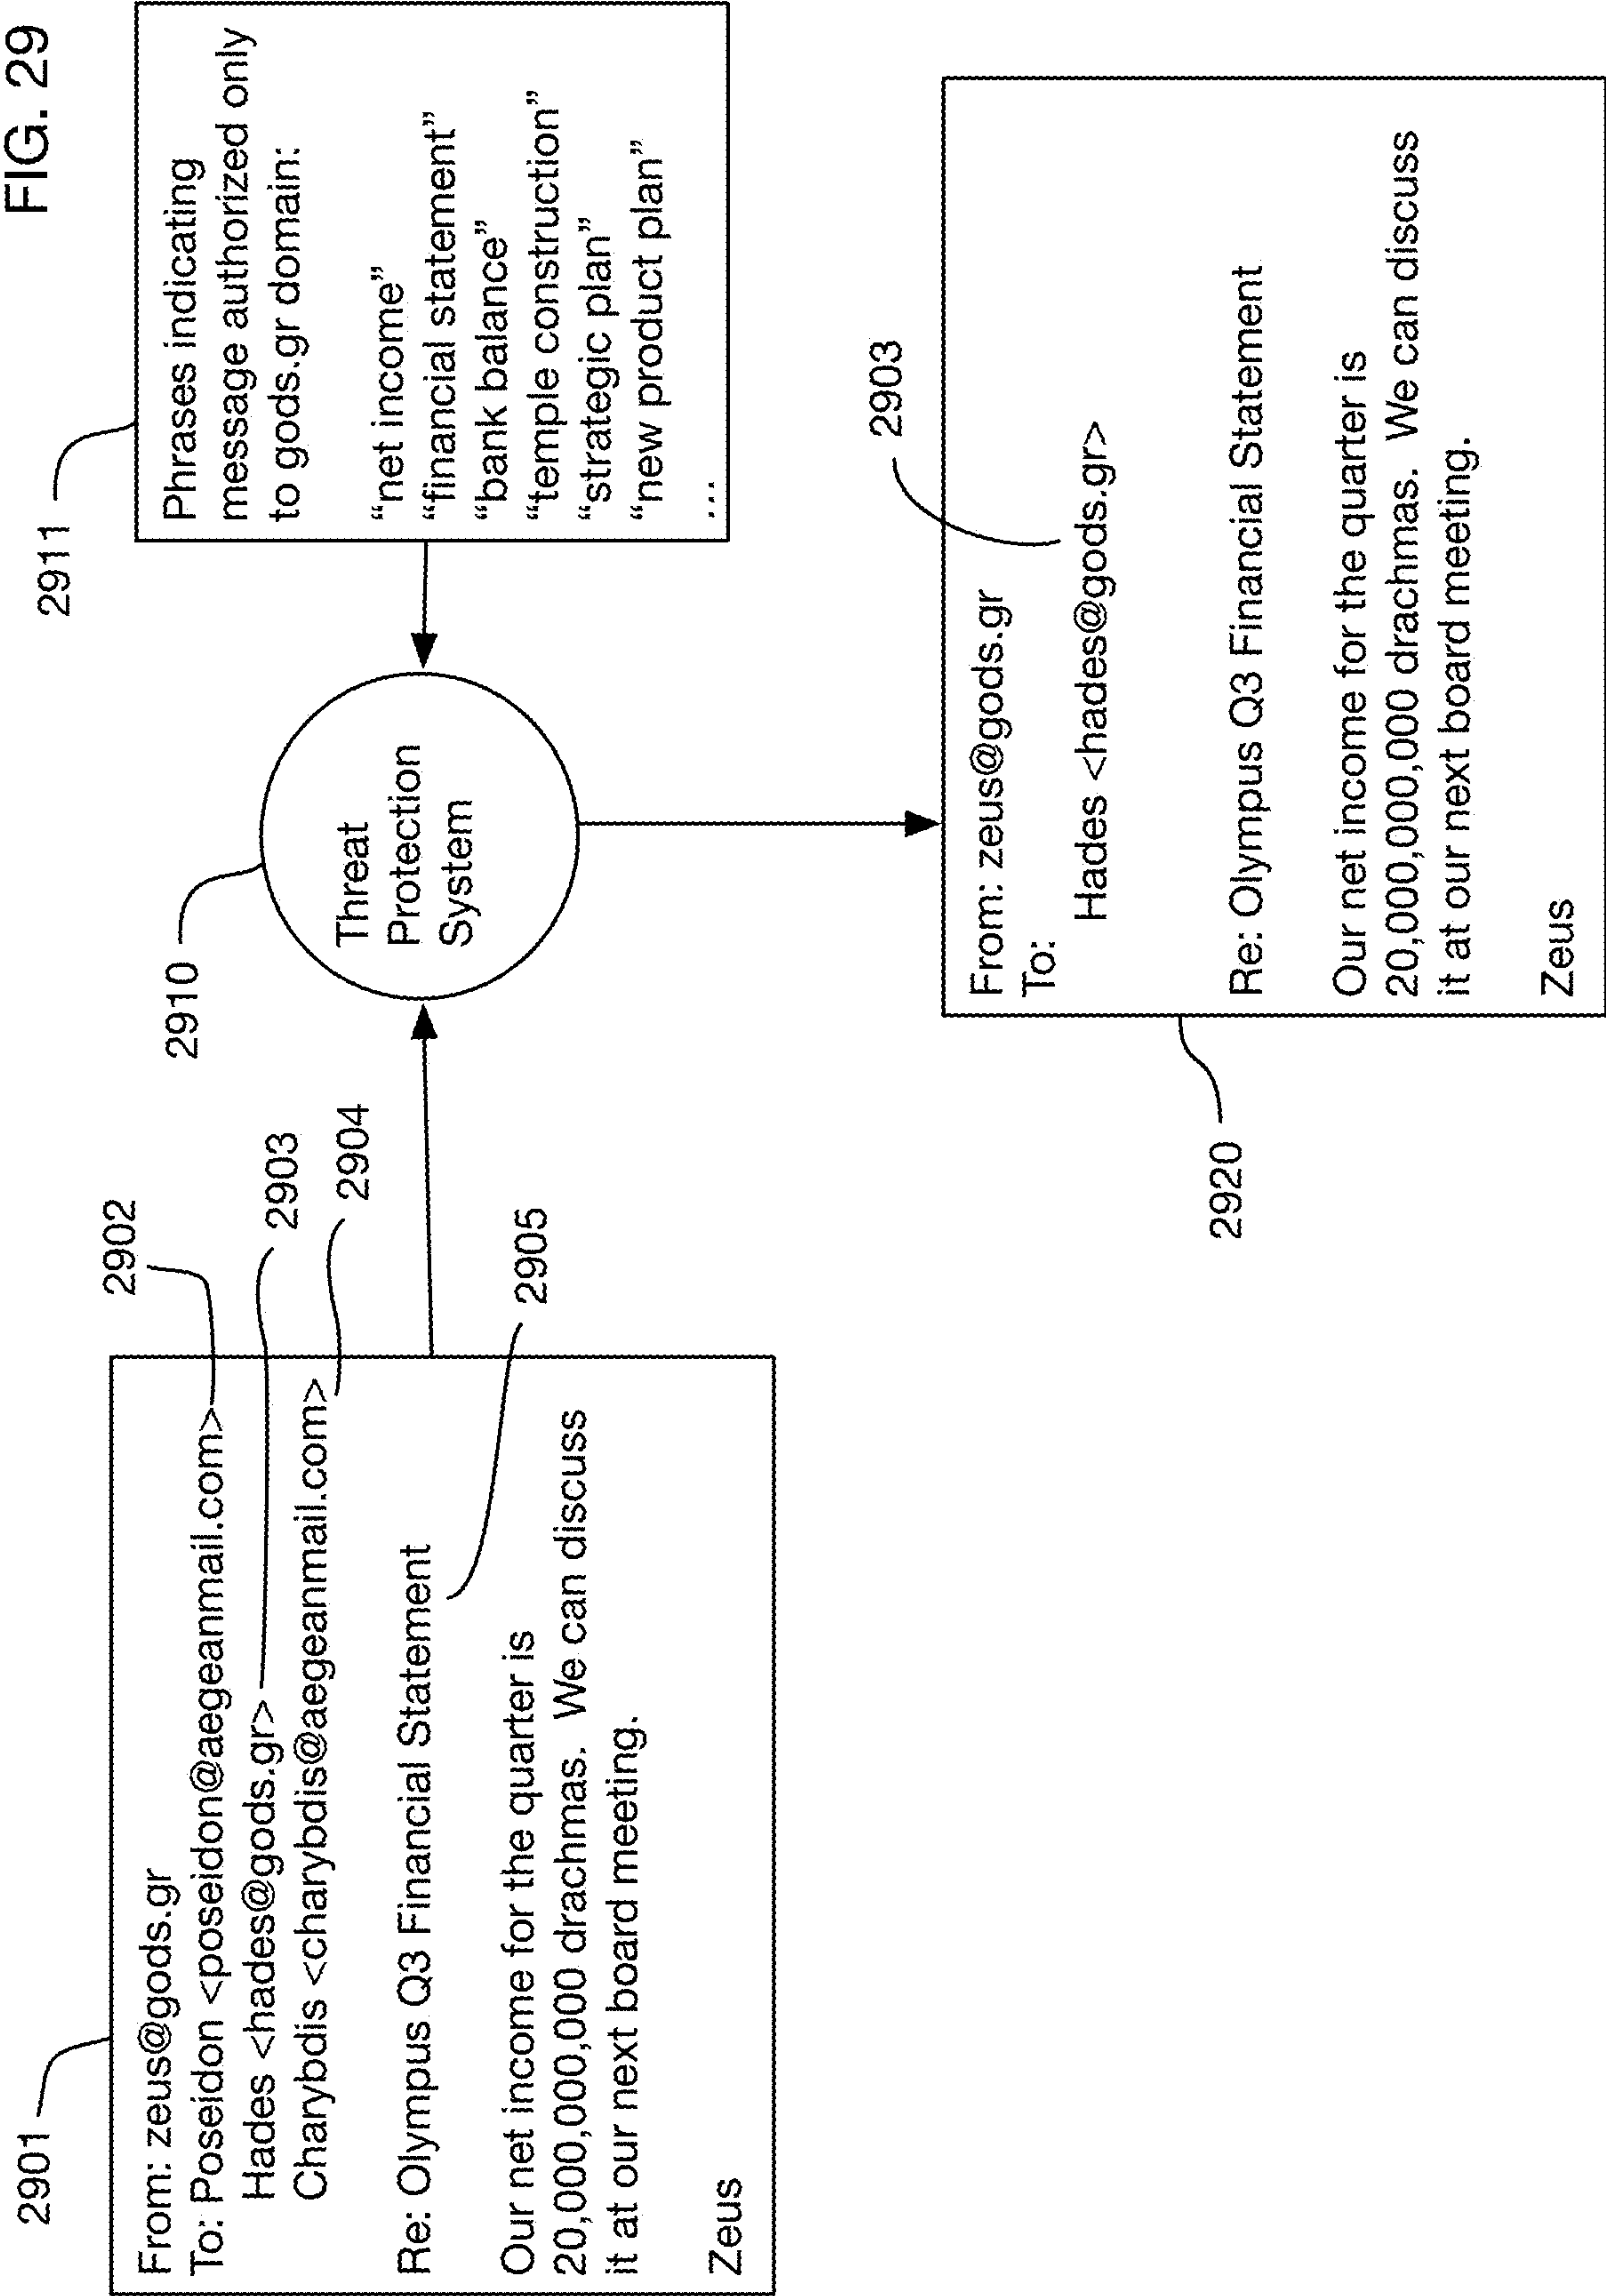 FIG. 29
2901
From: zeus@gods.gr
To: Poseidon <poseidon@aegeanmail.com>
Hades <hades@gods.gr>
Charybdis <charybdis@aegeanmail.com>
Re: Olympus Q3 Financial Statement
Our net income for the quarter is
20,000,000,000 drachmas.  We can discuss
it at our next board meeting.
Zeus
2902
2903
2904
2905
2910
Threat
Protection
System
2911
Phrases indicating
message authorized only
to gods.gr domain:
“net income”
“financial statement”
“bank balance”
“temple construction”
“strategic plan”
“new product plan”
...
2920
From: zeus@gods.gr
To:
Hades <hades@gods.gr>
2903
Re: Olympus Q3 Financial Statement
Our net income for the quarter is
20,000,000,000 drachmas.  We can discuss
it at our next board meeting.
Zeus